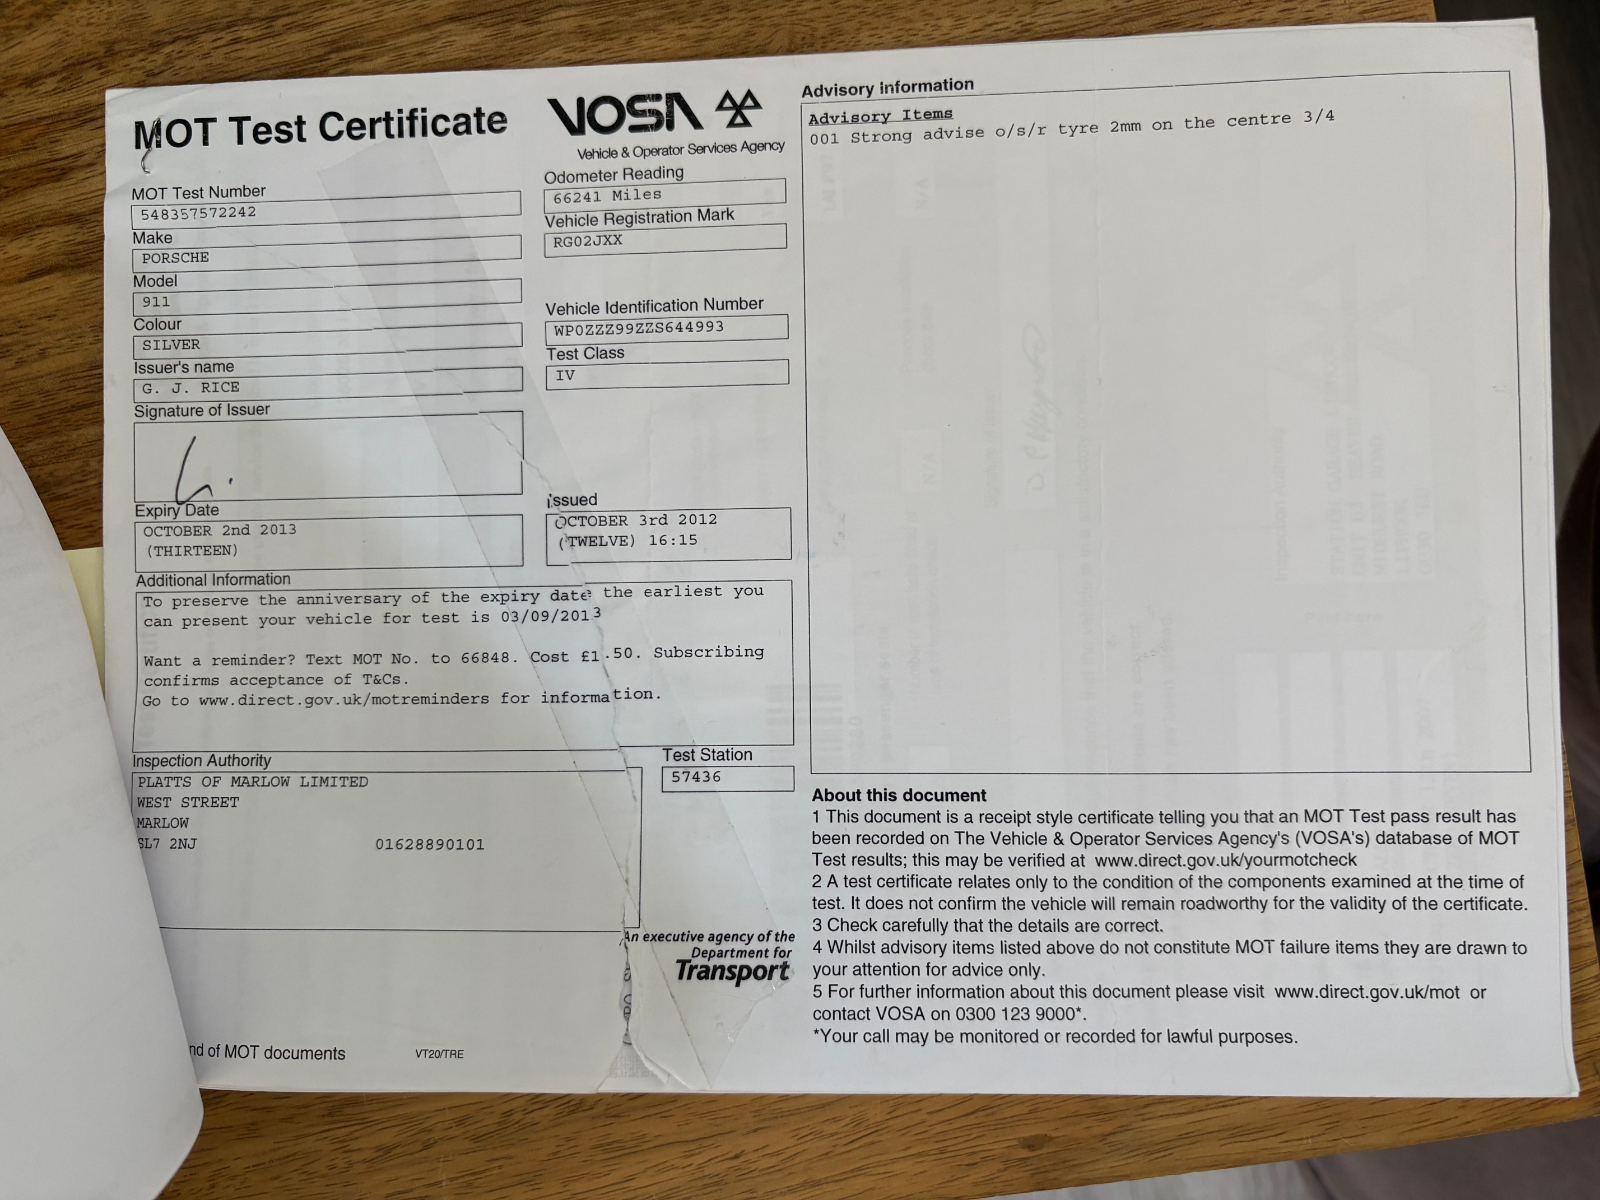 MOT Test Certificate
VOSA
Vehicle & Operator Services Agency
MOT Test Number
548357572242
Make
PORSCHE
Model
911
Colour
SILVER
Issuer's name
G. J. RICE
Signature of Issuer
Expiry Date
OCTOBER 2nd 2013
(THIRTEEN)
Odometer Reading
66241 Miles
Vehicle Registration Mark
RG02JXX
Vehicle Identification Number
WP0ZZZ99ZZS644993
Test Class
IV
issued
OCTOBER 3rd 2012
(TWELVE) 16:15
Additional Information
To preserve the anniversary of the expiry date the earliest you
can present your vehicle for test is 03/09/2013
Want a reminder? Text MOT No. to 66848. Cost £1.50. Subscribing
confirms acceptance of T&Cs.
Go to www.direct.gov.uk/motreminders for information.
Inspection Authority
PLATTS OF MARLOW LIMITED
WEST STREET
MARLOW
SL7 2NJ 01628890101
Test Station
57436
An executive agency of the
Department for
Transport
nd of MOT documents VT20/TRE
Advisory information
Advisory Items
001 Strong advise o/s/r tyre 2mm on the centre 3/4
About this document
1 This document is a receipt style certificate telling you that an MOT Test pass result has
been recorded on The Vehicle & Operator Services Agency's (VOSA's) database of MOT
Test results; this may be verified at www.direct.gov.uk/yourmotcheck
2 A test certificate relates only to the condition of the components examined at the time of
test. It does not confirm the vehicle will remain roadworthy for the validity of the certificate.
3 Check carefully that the details are correct.
4 Whilst advisory items listed above do not constitute MOT failure items they are drawn to
your attention for advice only.
5 For further information about this document please visit www.direct.gov.uk/mot or
contact VOSA on 0300 123 9000*.
*Your call may be monitored or recorded for lawful purposes.